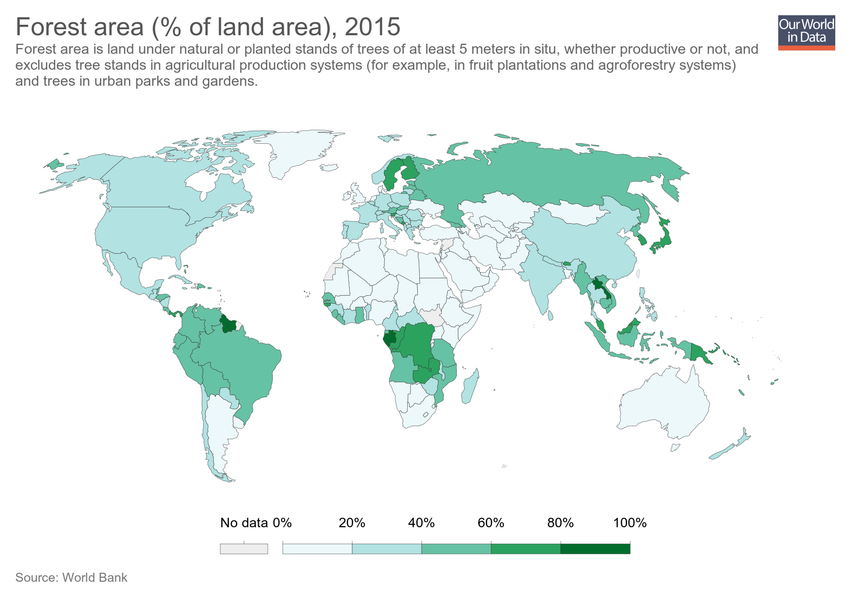 Forest area (% of land area), 2015
Our World
in Data
Forest area is land under natural or planted stands of trees of at least 5 meters in situ, whether productive or not, and
excludes tree stands in agricultural production systems (for example, in fruit plantations and agroforestry systems)
and trees in urban parks and gardens.
No data 0% 20% 40% 60% 80% 100%
Source: World Bank